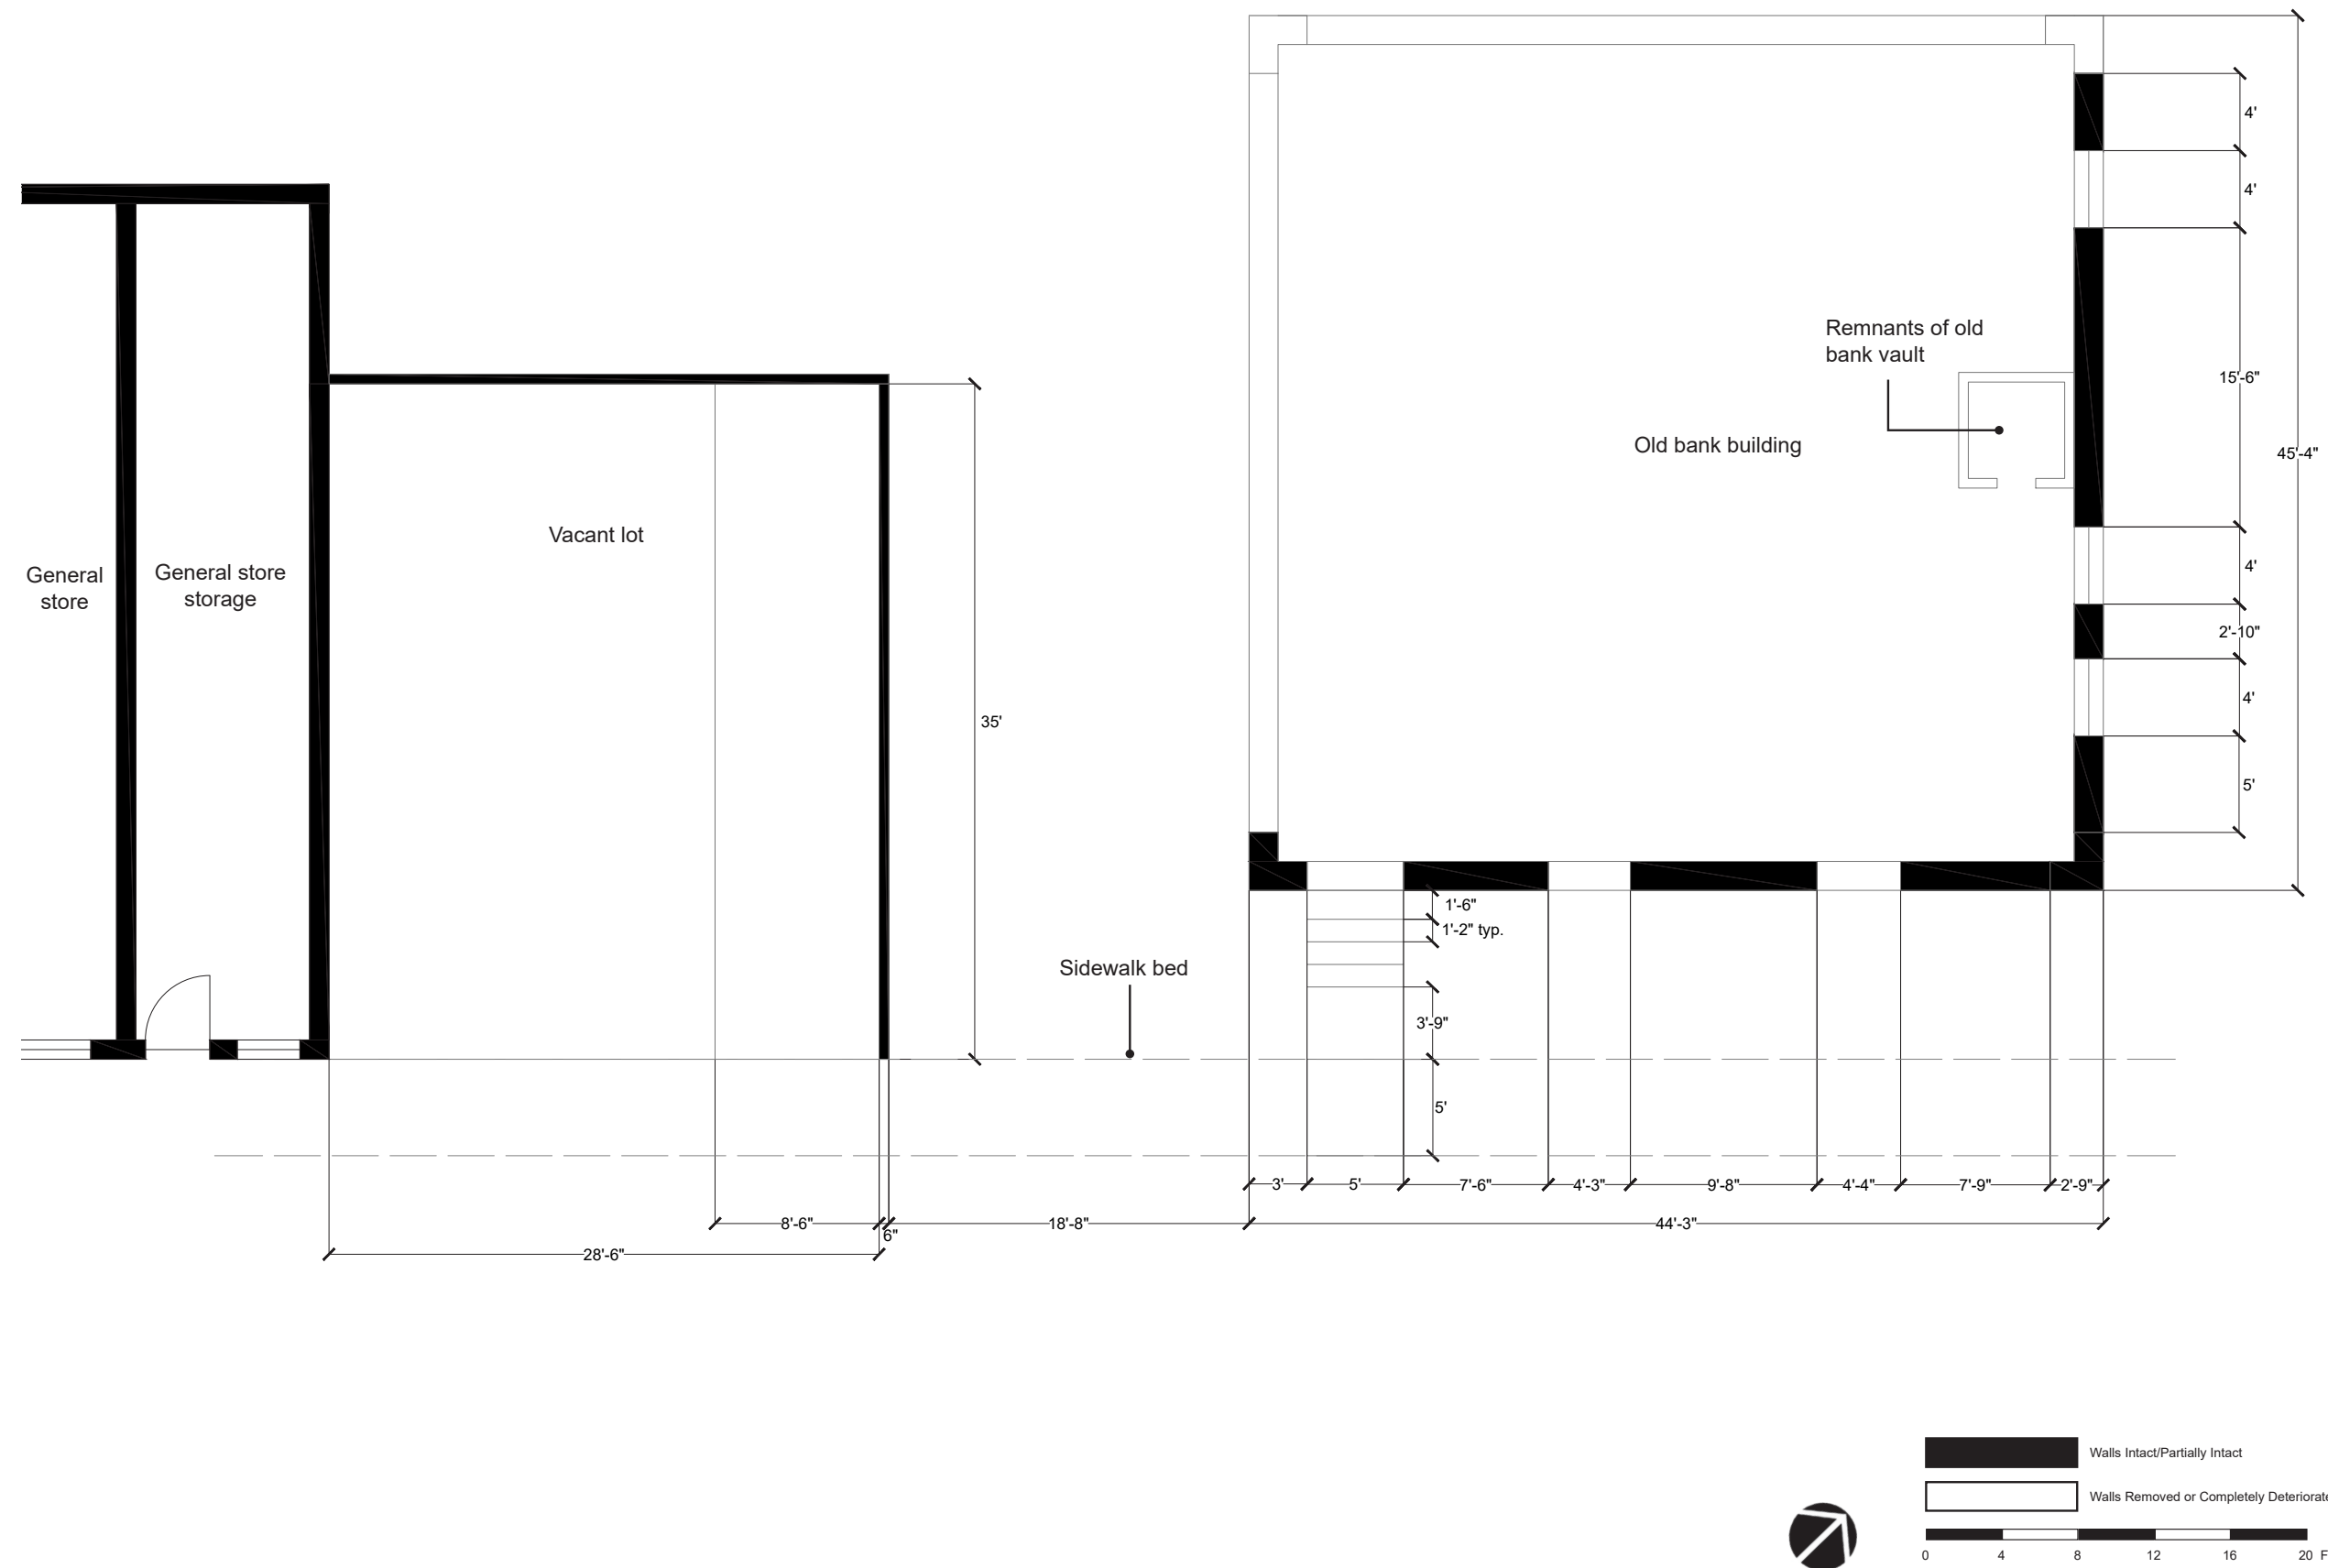 4'
4'
Remnants of old
bank vault
15'-6"
Old bank building
45'-4"
Vacant lot
General
store
General store
storage
4'
2'-10"
4'
35'
5'
1'-6"
1'-2" typ.
Sidewalk bed
3'-9"
5'
3'
5'
7'-6"
4'-3"
9'-8"
4'-4"
7'-9"
2'-9"
8'-6"
6"
18'-8"
44'-3"
28'-6"
Walls Intact/Partially Intact
Walls Removed or Completely Deteriorate
0 4 8 12 16 20 F